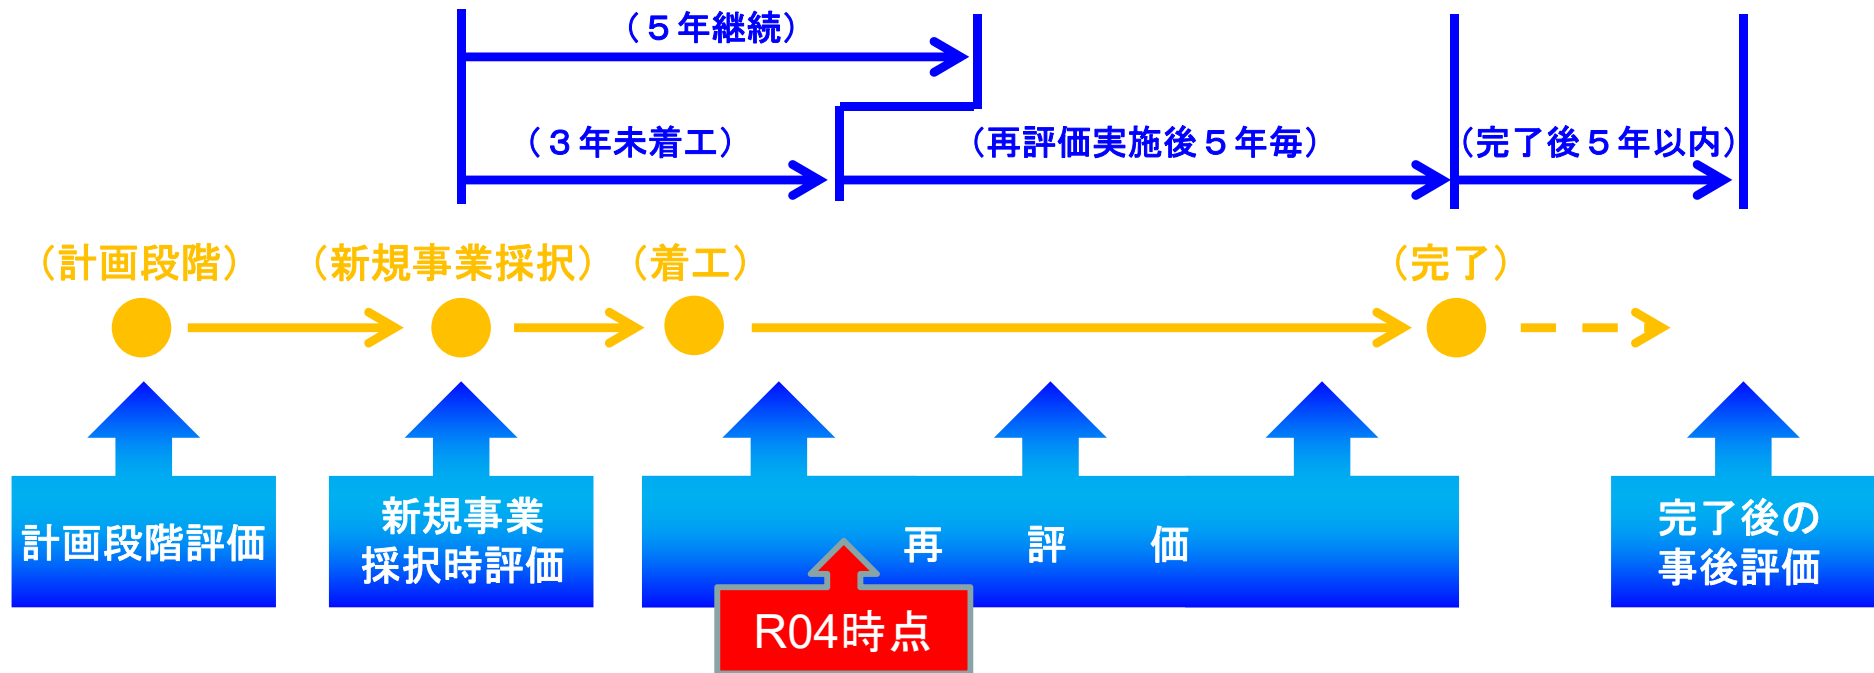 （５年継続）
（３年未着工）
（再評価実施後５年毎）
（完了後５年以内）
（計画段階）
（新規事業採択）
（着工）
（完了）
計画段階評価
新規事業
採択時評価
再　評　価
完了後の
事後評価
R04時点